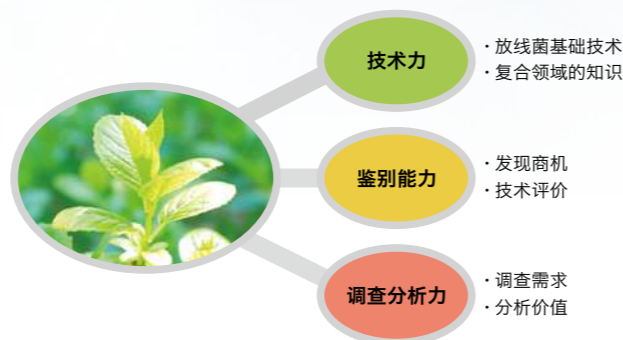 技术力
・放线菌基础技术
・复合领域的知识
鉴别能力
・发现商机
・技术评价
调查分析力
・调查需求
・分析价值